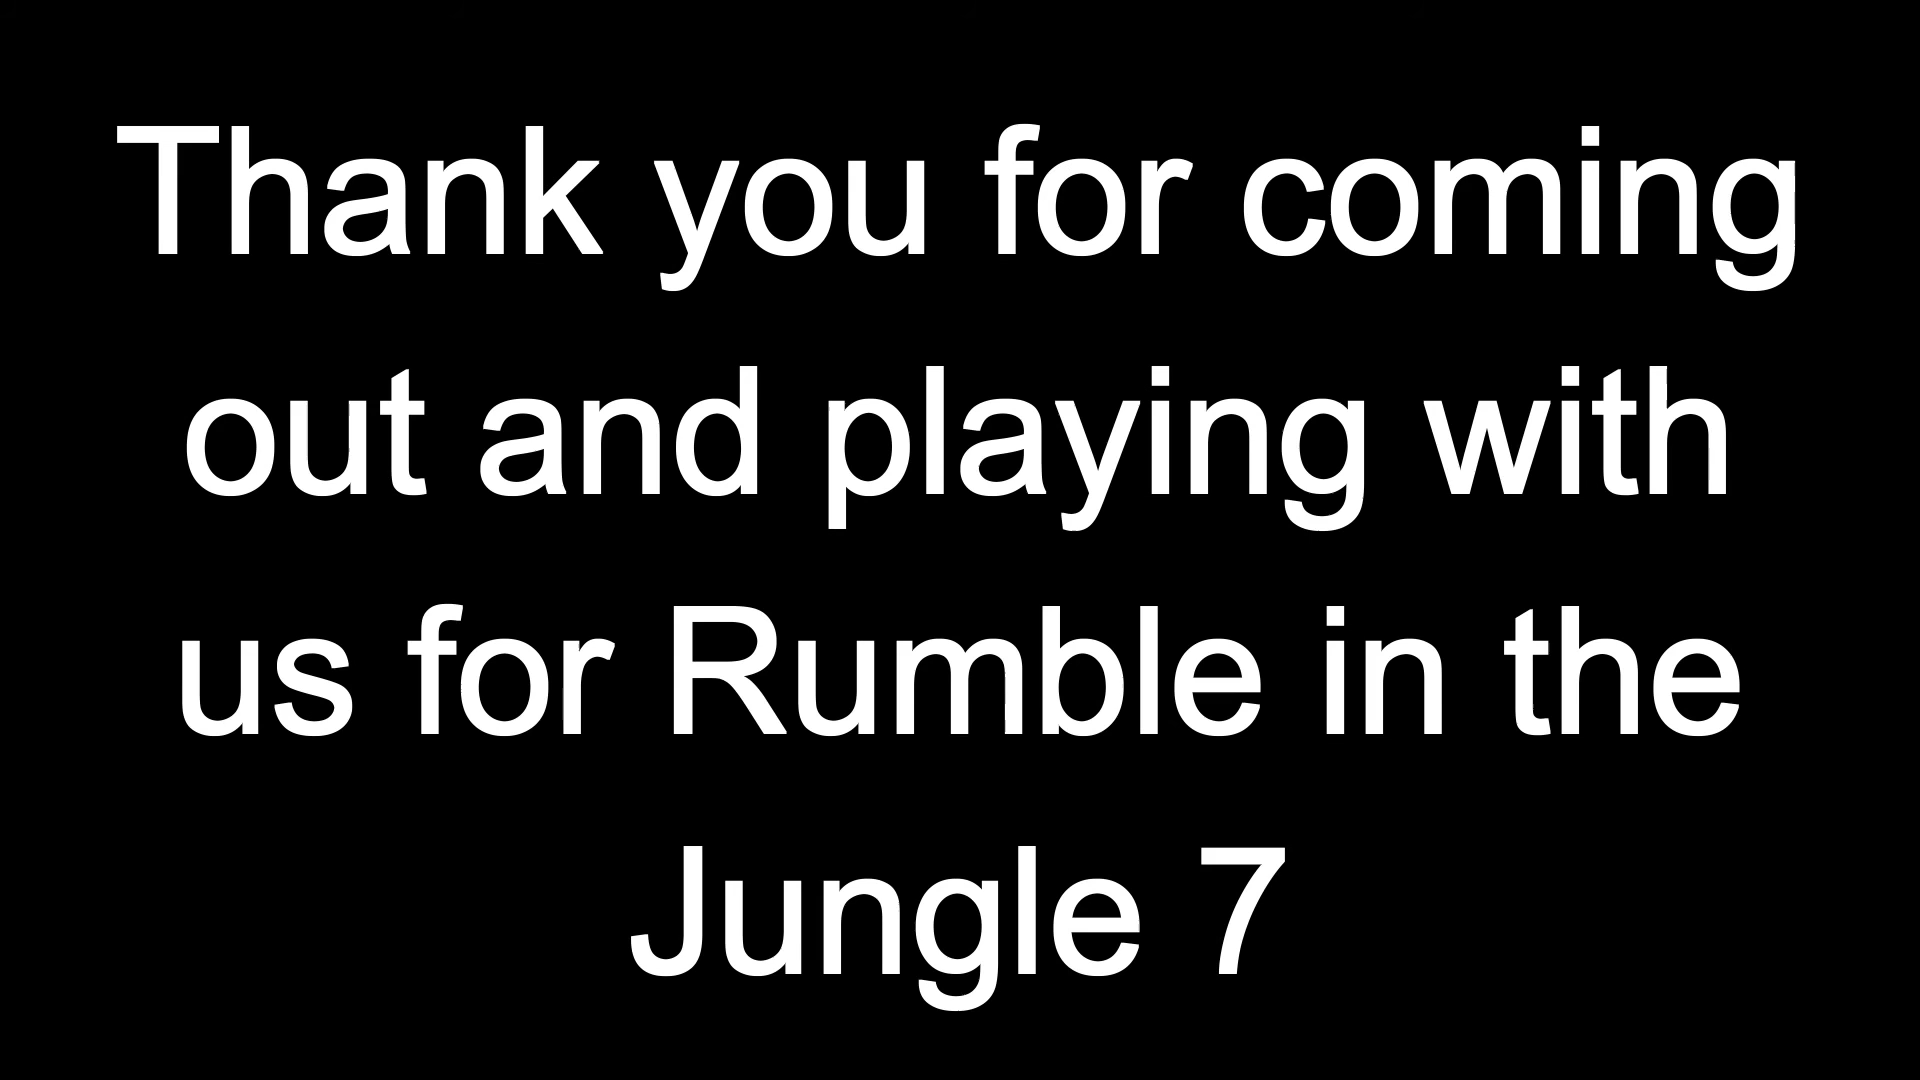 Thank you for coming
out and playing with
us for Rumble in the
Jungle 7